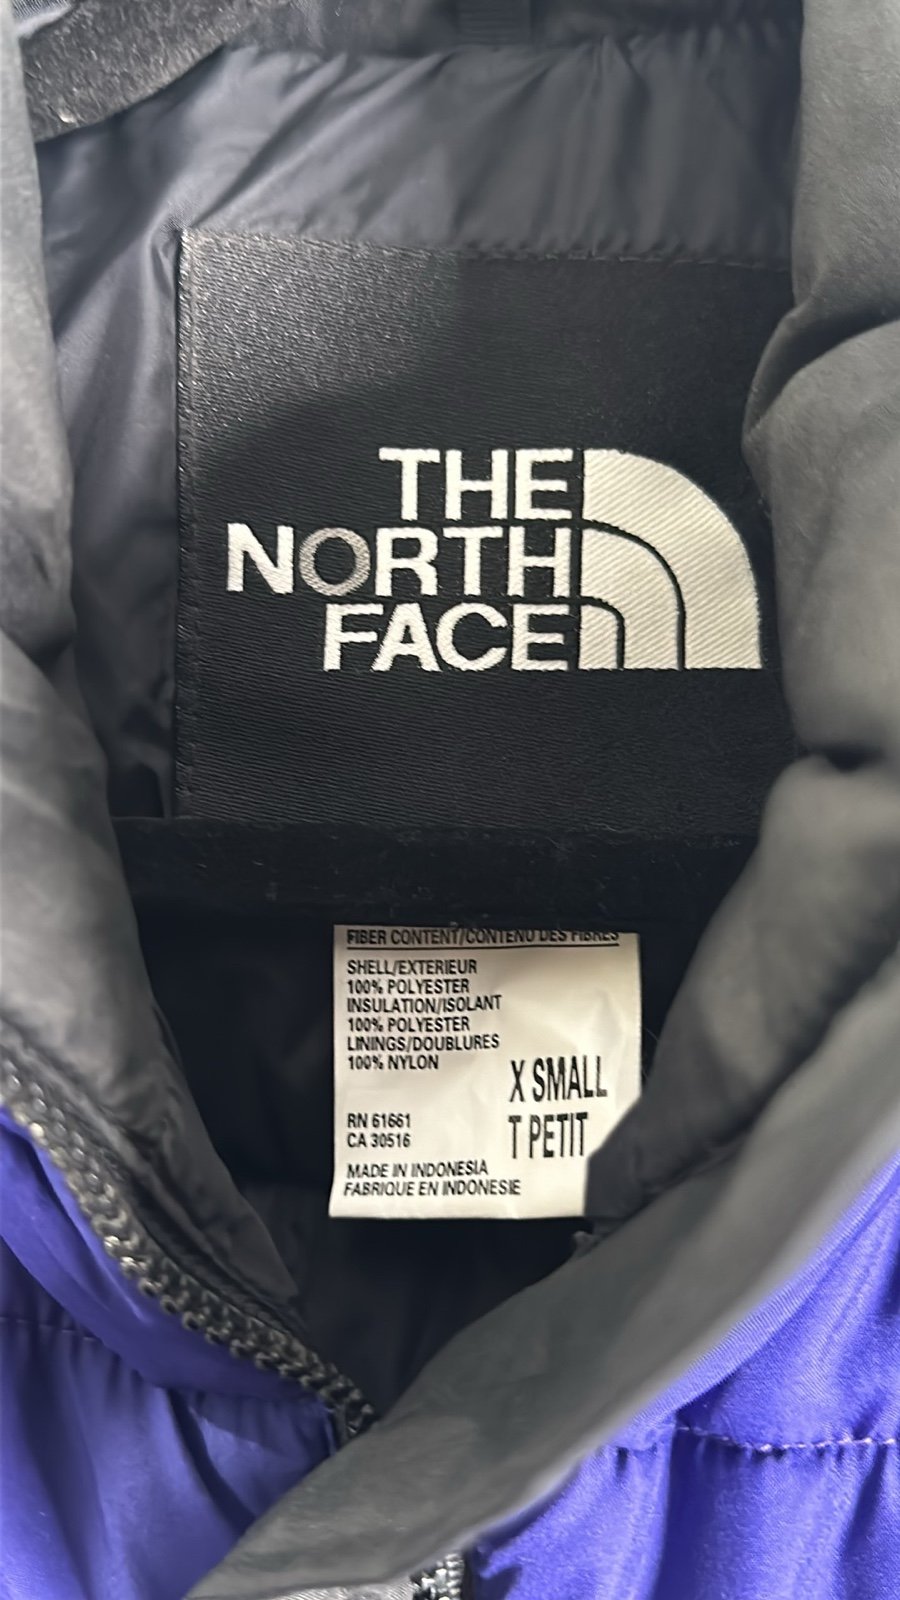 THE
NORTH
FACE
FIBER CONTENT/CONTENU DES FIBRES
SHELL/EXTERIEUR
100% POLYESTER
INSULATION/ISOLANT
100% POLYESTER
LININGS/DOUBLURES
100% NYLON
X SMALL
T PETIT
RN 61661
CA 30516
MADE IN INDONESIA
FABRIQUE EN INDONESIE